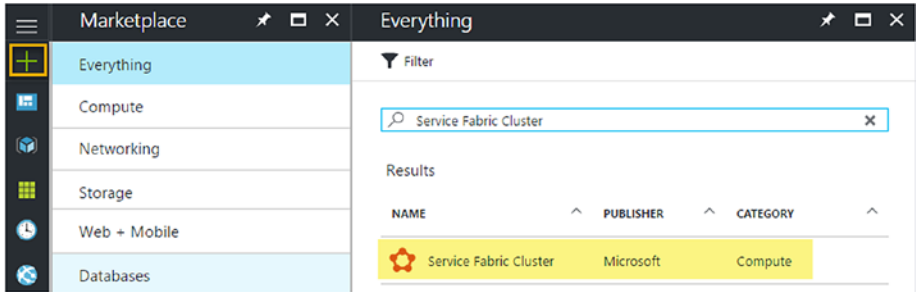 Marketplace
Everything
Compute
Networking
Storage
Web + Mobile
Databases
Everything
Filter
Service Fabric Cluster
Results
NAME PUBLISHER CATEGORY
Service Fabric Cluster Microsoft Compute